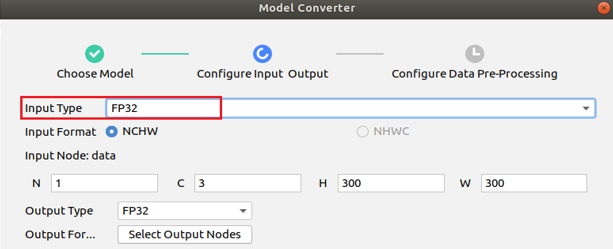 Model Converter
Choose Model Configure Input Output Configure Data Pre-Processing
Input Type FP32
Input Format NCHW NHWC
Input Node: data
N 1 C 3 H 300 W 300
Output Type FP32
Output For... Select Output Nodes